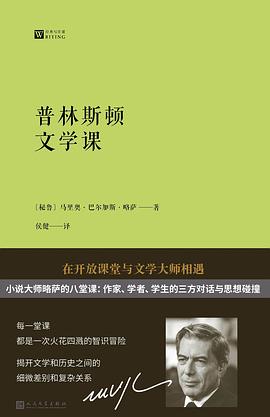 W 经典写作课
WRITING
普林斯顿
文学课
［秘鲁］马里奥·巴尔加斯·略萨——著
侯健——译
在开放课堂与文学大师相遇
小说大师略萨的八堂课：作家、学者、学生的三方对话与思想碰撞
每一堂课
都是一次火花四溅的智识冒险
揭开文学和历史之间的
细微差别和复杂关系
人民文学出版社